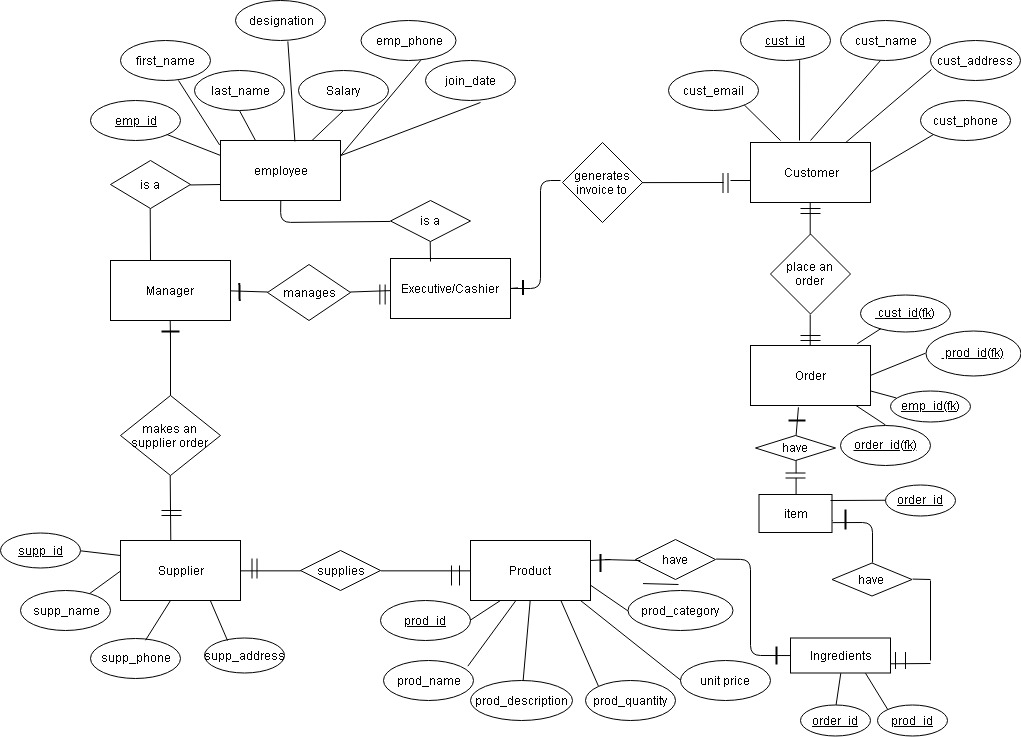 designation
emp_phone
first_name
last_name
Salary
join_date
emp_id
employee
is a
is a
Manager
manages
Executive/Cashier
generates
invoice to
cust_id
cust_name
cust_address
cust_email
cust_phone
Customer
place an
order
cust_id(fk)
prod_id(fk)
Order
emp_id(fk)
order_id(fk)
have
makes an
supplier order
item
order_id
supp_id
Supplier
supplies
Product
have
have
supp_name
supp_phone
supp_address
prod_id
prod_name
prod_description
prod_quantity
prod_category
unit price
Ingredients
order_id
prod_id